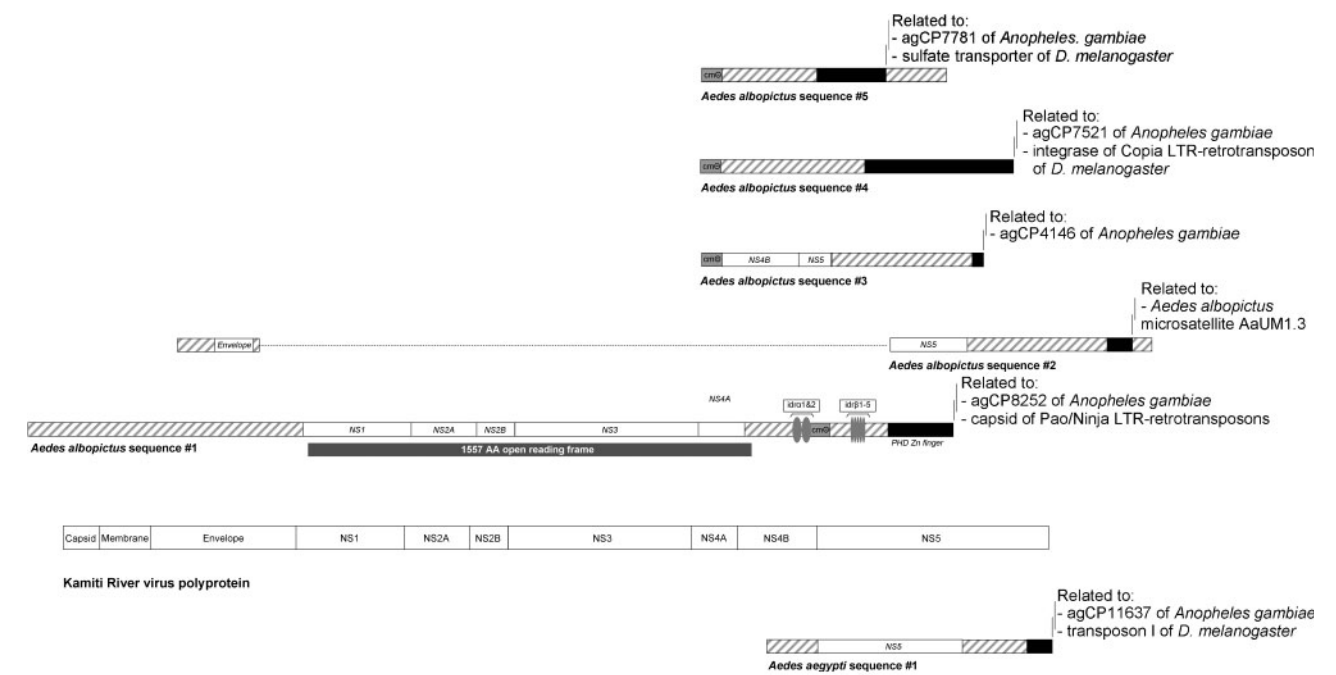 Related to:
- agCP7781 of Anopheles. gambiae
- sulfate transporter of D. melanogaster
cmΘ
Aedes albopictus sequence #5
Related to:
- agCP7521 of Anopheles gambiae
- integrase of Copia LTR-retrotransposon
of D. melanogaster
cmΘ
Aedes albopictus sequence #4
Related to:
- agCP4146 of Anopheles gambiae
cmΘ NS4B NS5
Aedes albopictus sequence #3
Related to:
- Aedes albopictus
microsatellite AaUM1.3
Envelope NS5
Aedes albopictus sequence #2
Related to:
- agCP8252 of Anopheles gambiae
- capsid of Pao/Ninja LTR-retrotransposons
NS4A idrα1&2 idrβ1-5
NS1 NS2A NS2B NS3 cmΘ
Aedes albopictus sequence #1 1557 AA open reading frame PHD Zn finger
Capsid Membrane Envelope NS1 NS2A NS2B NS3 NS4A NS4B NS5
Kamiti River virus polyprotein
Related to:
- agCP11637 of Anopheles gambiae
- transposon I of D. melanogaster
NS5
Aedes aegypti sequence #1